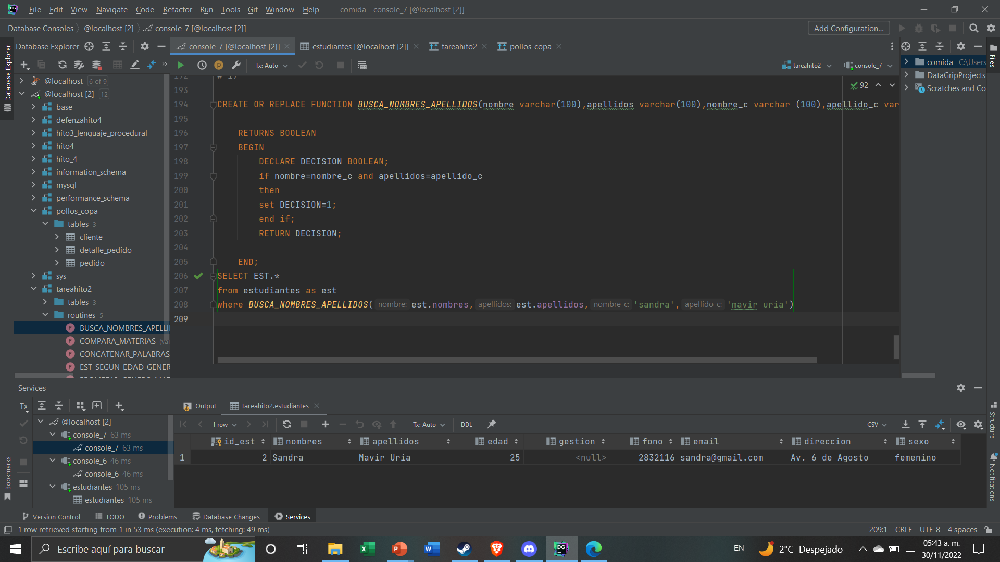 File Edit View Navigate Code Refactor Run Tools Git Window Help comida - console_7 [@localhost [2]]
Database Consoles @localhost [2] console_7 [@localhost [2]] Add Configuration...
Database Explorer
console_7 [@localhost [2]] estudiantes [@localhost [2]] tareahito2 pollos_copa
Tx: Auto tareahito2 console_7
Database Explorer
Bookmarks
@localhost 6 of 9
@localhost [2] 12
base
defenzahito4
hito3_lenguaje_procedural
hito4
hito_4
information_schema
mysql
performance_schema
pollos_copa
tables 3
cliente
detalle_pedido
pedido
sys
tareahito2
tables 3
routines 5
BUSCA_NOMBRES_APELLI
COMPARA_MATERIAS (var
CONCATENAR_PALABRAS
EST_SEGUN_EDAD_GENER
92
192 # 17
193
194 CREATE OR REPLACE FUNCTION BUSCA_NOMBRES_APELLIDOS(nombre varchar(100),apellidos varchar(100),nombre_c varchar (100),apellido_c var
195
196 RETURNS BOOLEAN
197 BEGIN
198 DECLARE DECISION BOOLEAN;
199 if nombre=nombre_c and apellidos=apellido_c
200 then
201 set DECISION=1;
202 end if;
203 RETURN DECISION;
204
205 END;
206 SELECT EST.*
207 from estudiantes as est
208 where BUSCA_NOMBRES_APELLIDOS( nombre: est.nombres, apellidos: est.apellidos, nombre_c: 'sandra', apellido_c: 'mavir uria')
209
comida C:\Users
DataGripProjects
Scratches and Co
Files
Structure
Notifications
Services
Tx
@localhost [2]
console_7 63 ms
console_7 63 ms
console_6 46 ms
console_6 46 ms
estudiantes 105 ms
estudiantes 105 ms
Output tareahito2.estudiantes
1 row Tx: Auto DDL CSV
id_est nombres apellidos edad gestion fono email direccion sexo
1 2 Sandra Mavir Uria 25 <null> 2832116 sandra@gmail.com Av. 6 de Agosto femenino
Version Control TODO Problems Database Changes Services
1 row retrieved starting from 1 in 53 ms (execution: 4 ms, fetching: 49 ms) 209:1 CRLF UTF-8 4 spaces
Escribe aquí para buscar EN 2°C Despejado 05:43 a. m.
30/11/2022